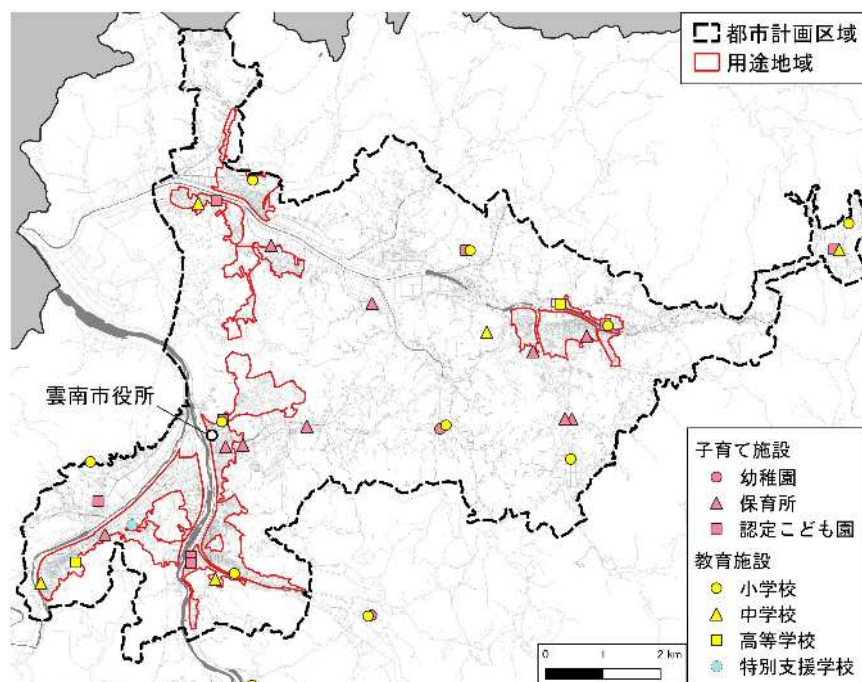 都市計画区域
用途地域
雲南市役所
子育て施設
幼稚園
保育所
認定こども園
教育施設
小学校
中学校
高等学校
特別支援学校
0 1 2 km